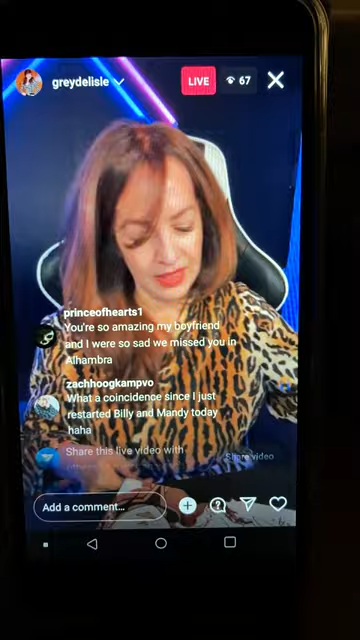 greydelisle
LIVE
67
princeofhearts1
You're so amazing my boyfriend
and I were so sad we missed you in
Alhambra
zachhoogkampvo
What a coincidence since I just
restarted Billy and Mandy today
haha
Share this live video with
Share video
Add a comment...